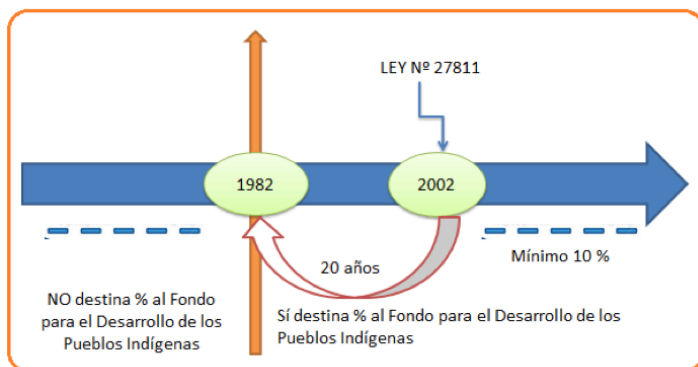 LEY Nº 27811
1982
2002
20 años
Mínimo 10 %
NO destina % al Fondo
para el Desarrollo de los
Pueblos Indígenas
Sí destina % al Fondo para el Desarrollo de los
Pueblos Indígenas